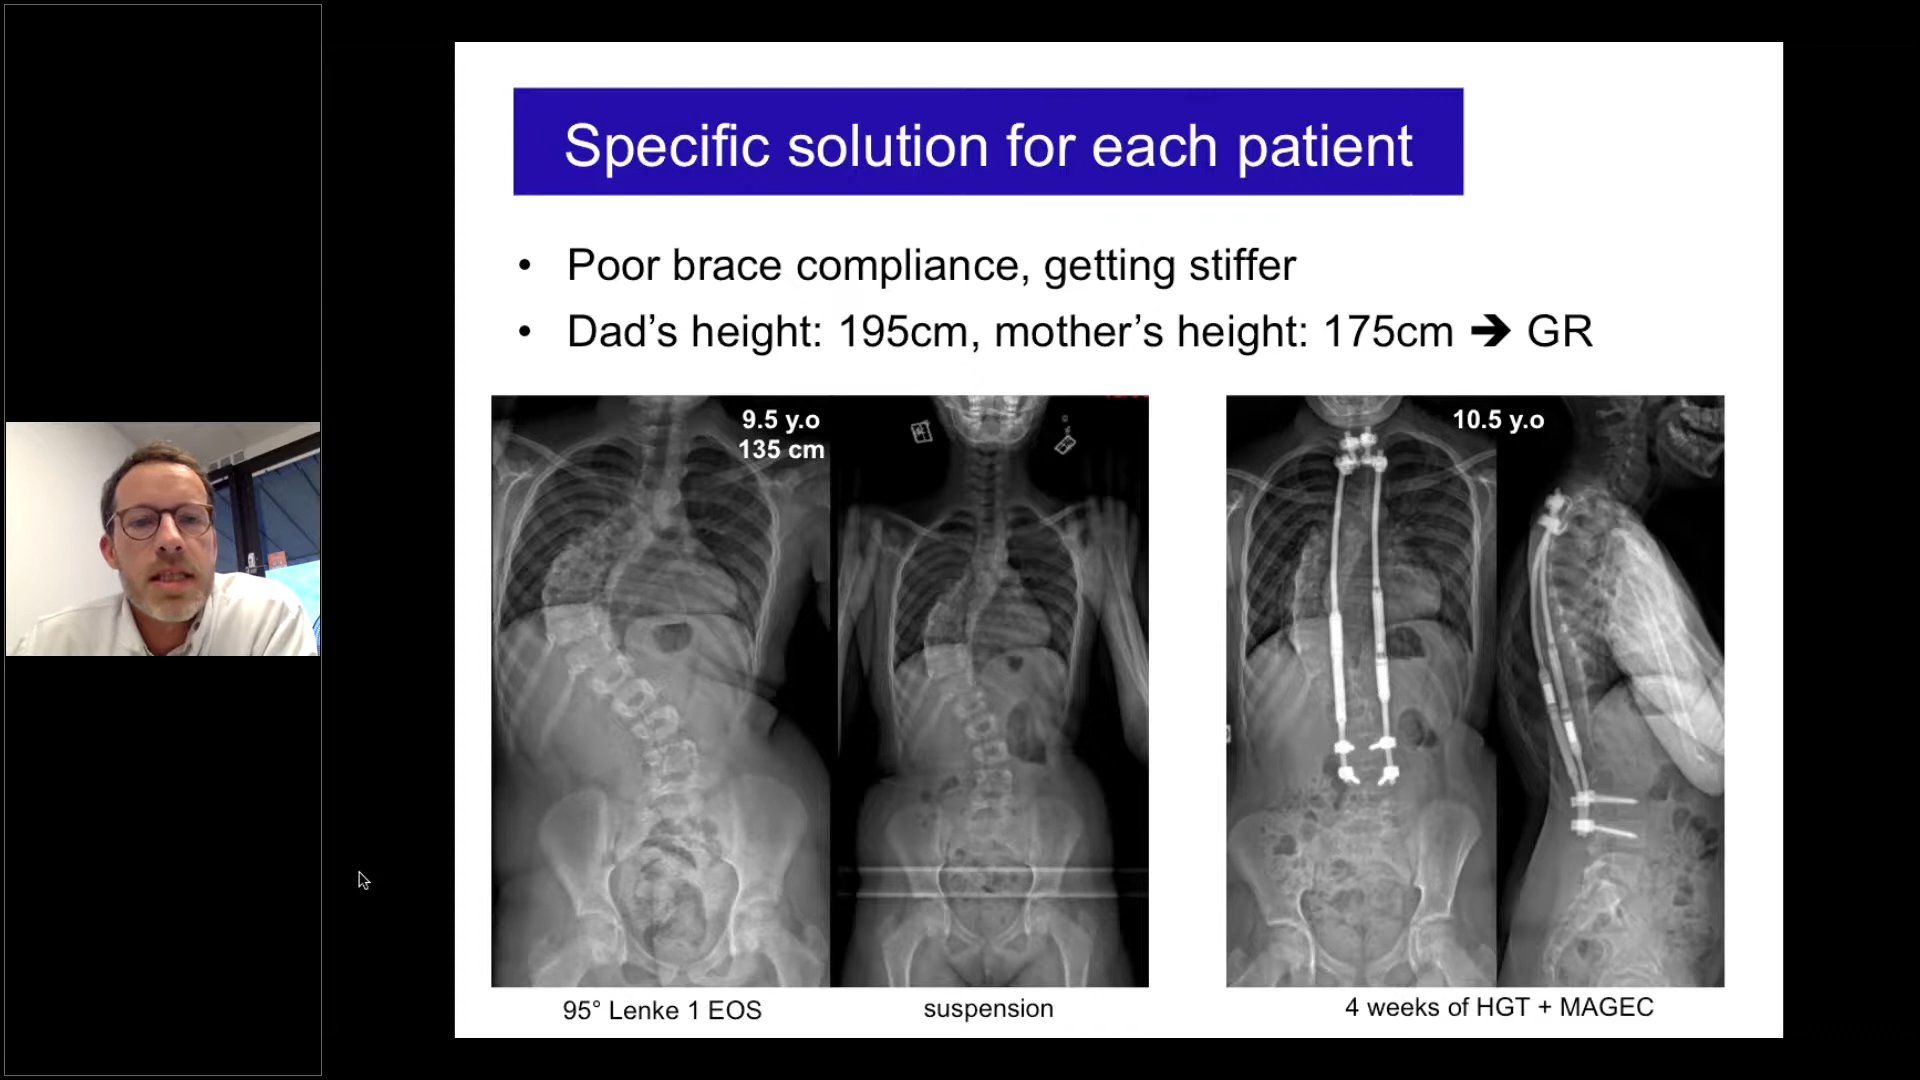 Specific solution for each patient
• Poor brace compliance, getting stiffer
• Dad’s height: 195cm, mother’s height: 175cm ➔ GR
9.5 y.o
135 cm
10.5 y.o
95° Lenke 1 EOS
suspension
4 weeks of HGT + MAGEC